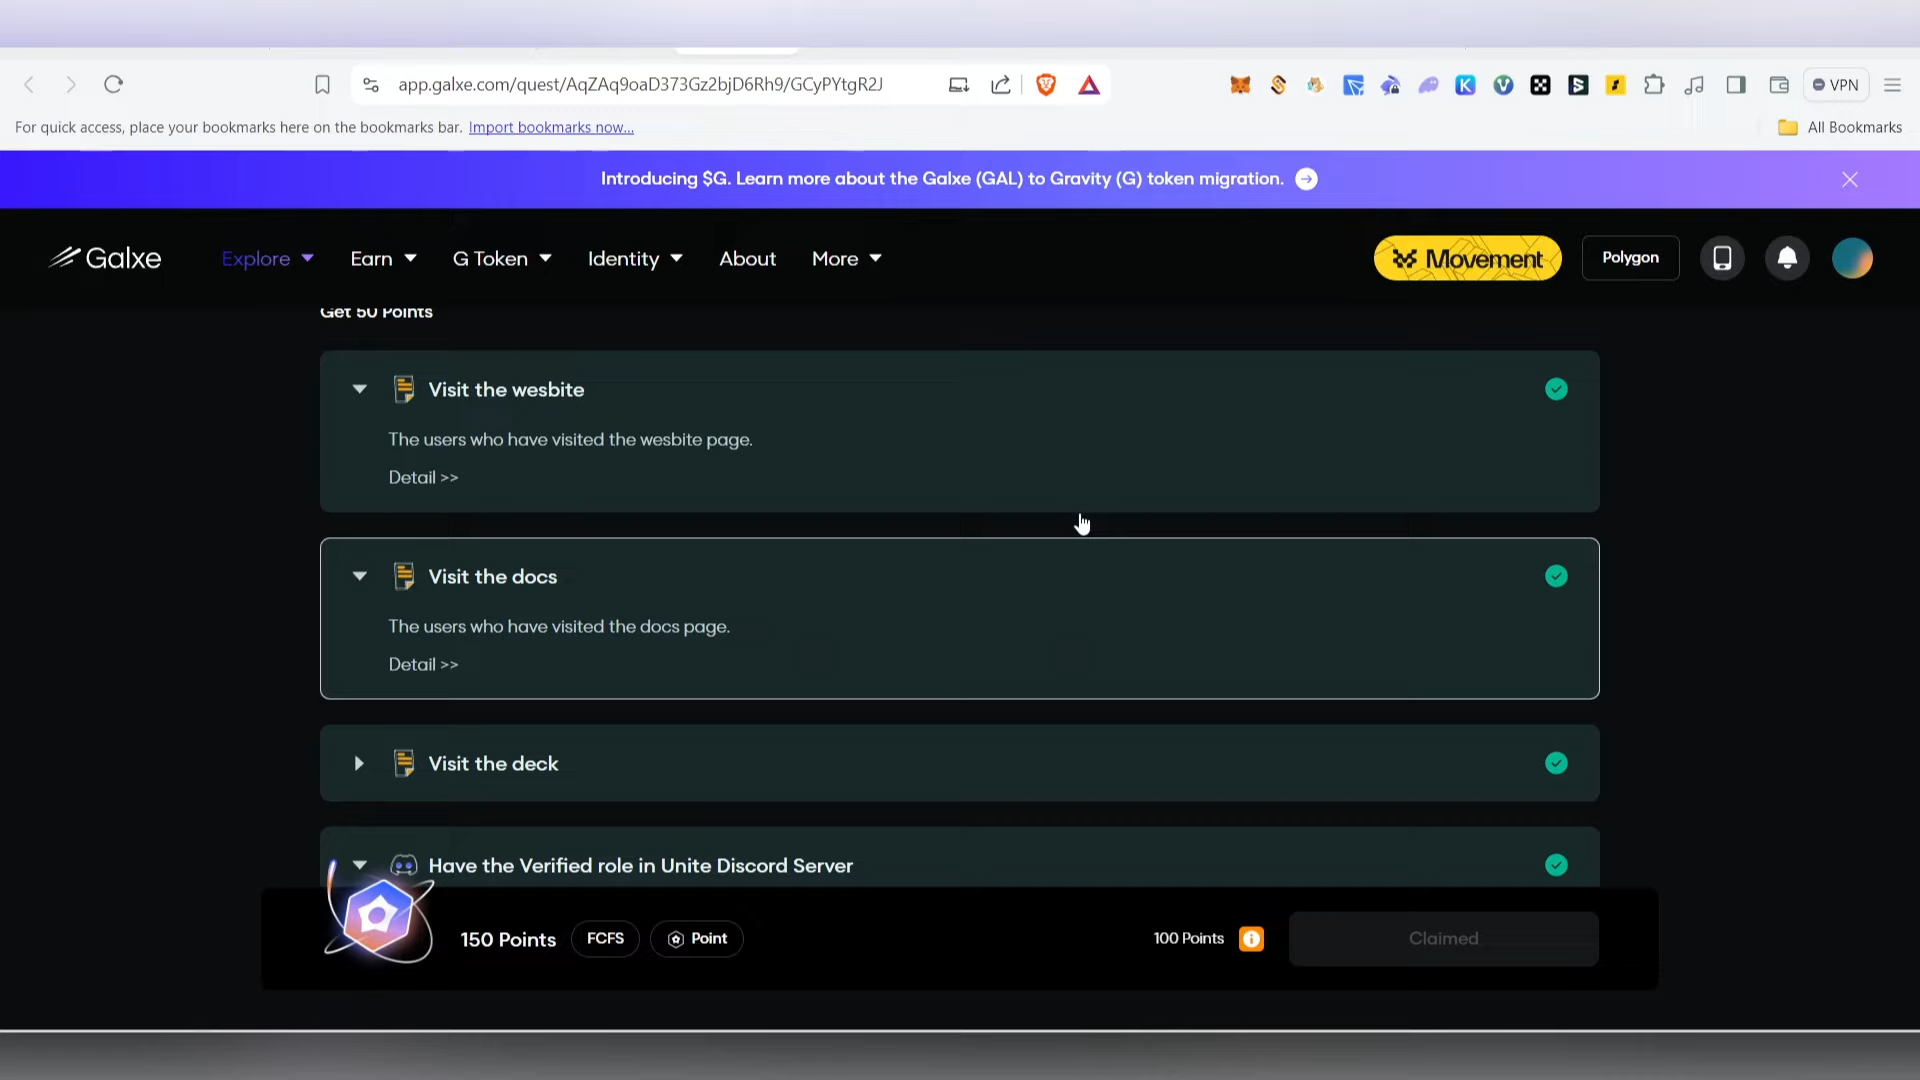 app.galxe.com/quest/AqZAq9oaD373Gz2bjD6Rh9/GCyPYtgR2J
VPN
For quick access, place your bookmarks here on the bookmarks bar. Import bookmarks now...
All Bookmarks
Introducing $G. Learn more about the Galxe (GAL) to Gravity (G) token migration.
Galxe
Explore
Earn
G Token
Identity
About
More
Movement
Polygon
Get 50 Points
Visit the wesbite
The users who have visited the wesbite page.
Detail >>
Visit the docs
The users who have visited the docs page.
Detail >>
Visit the deck
Have the Verified role in Unite Discord Server
150 Points
FCFS
Point
100 Points
Claimed